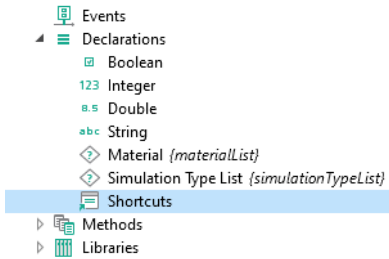 Events
Declarations
Boolean
123 Integer
8.5 Double
abc String
Material {materialList}
Simulation Type List {simulationTypeList}
Shortcuts
Methods
Libraries